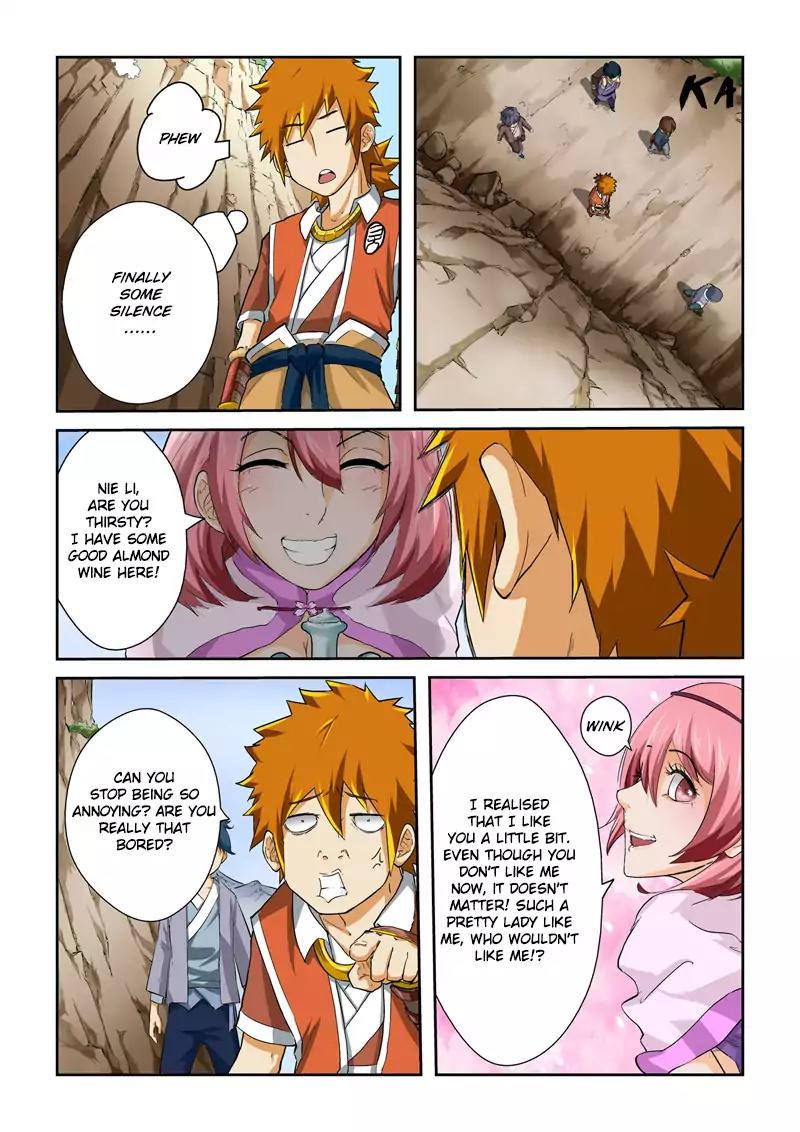 PHEW
FINALLY
SOME
SILENCE
......
KA
NIE LI,
ARE YOU
THIRSTY?
I HAVE SOME
GOOD ALMOND
WINE HERE!
CAN YOU
STOP BEING SO
ANNOYING? ARE YOU
REALLY THAT
BORED?
WINK
I REALISED
THAT I LIKE
YOU A LITTLE BIT.
EVEN THOUGH YOU
DON'T LIKE ME
NOW, IT DOESN'T
MATTER! SUCH A
PRETTY LADY LIKE
ME, WHO WOULDN'T
LIKE ME!?